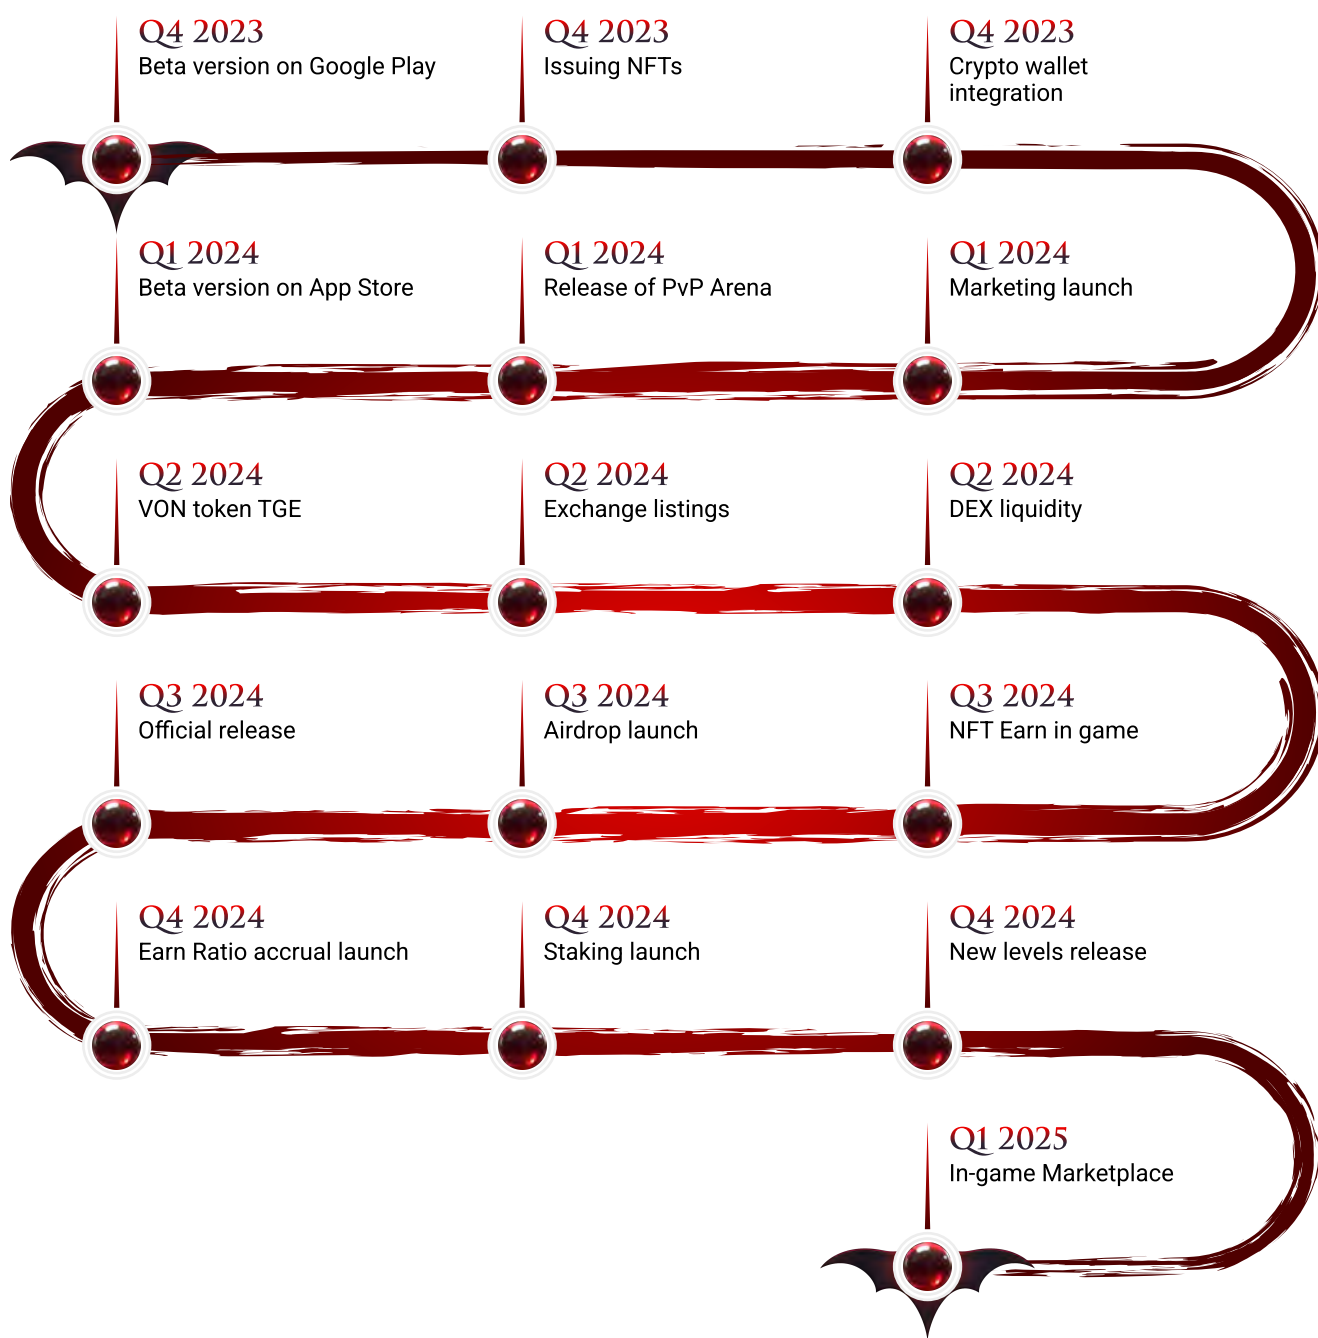 Q4 2023
Beta version on Google Play
Q4 2023
Issuing NFTs
Q4 2023
Crypto wallet
integration
Q1 2024
Beta version on App Store
Q1 2024
Release of PvP Arena
Q1 2024
Marketing launch
Q2 2024
VON token TGE
Q2 2024
Exchange listings
Q2 2024
DEX liquidity
Q3 2024
Official release
Q3 2024
Airdrop launch
Q3 2024
NFT Earn in game
Q4 2024
Earn Ratio accrual launch
Q4 2024
Staking launch
Q4 2024
New levels release
Q1 2025
In-game Marketplace